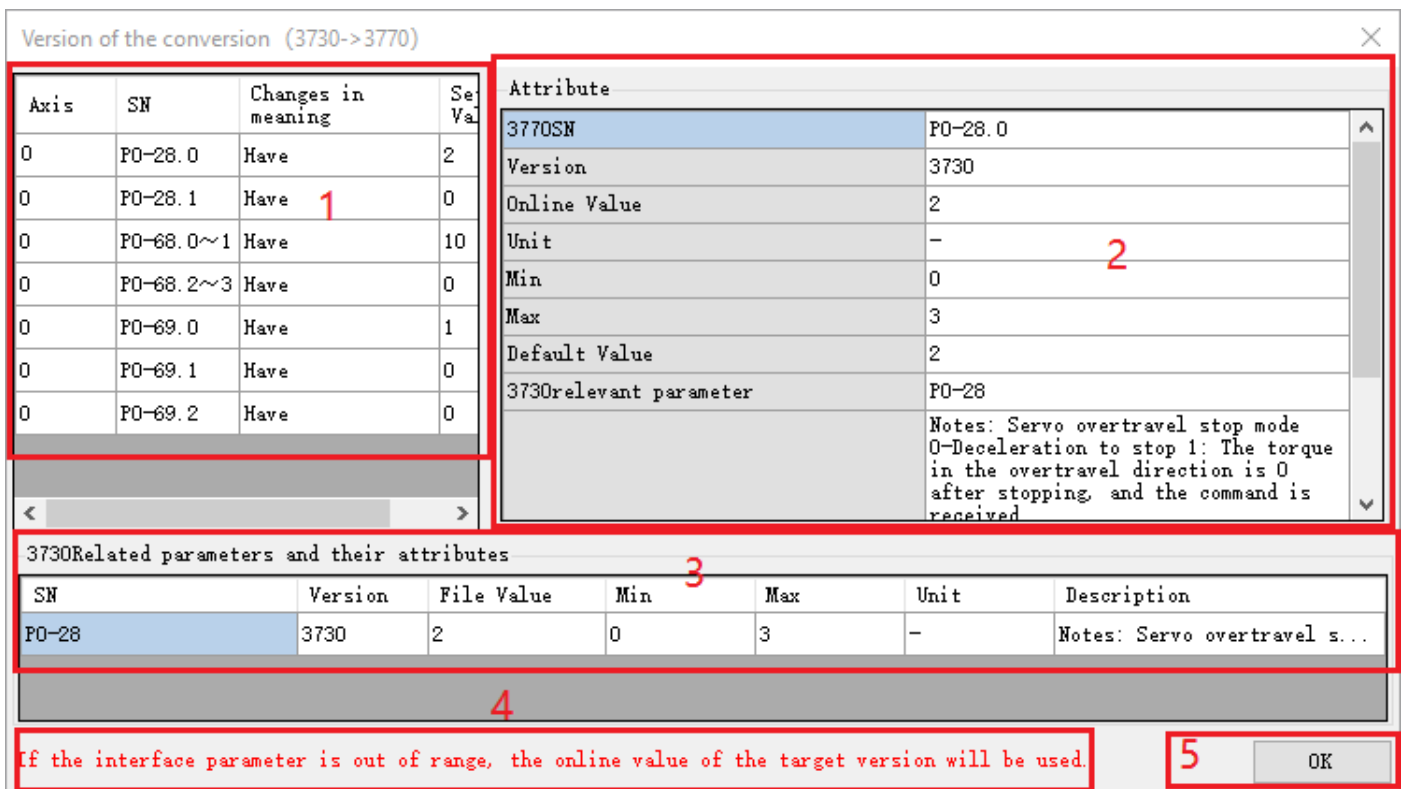 Version of the conversion (3730->3770)
Axis SN Changes in meaning
0 P0-28.0 Have 2
0 P0-28.1 Have 0
0 P0-68.0~1 Have 10
0 P0-68.2~3 Have 0
0 P0-69.0 Have 1
0 P0-69.1 Have 0
0 P0-69.2 Have 0
1
Attribute
3770SN P0-28.0
Version 3730
Online Value 2
Unit -
Min 0
Max 3
Default Value 2
3730relevant parameter P0-28
Notes: Servo overtravel stop mode
0-Deceleration to stop 1: The torque
in the overtravel direction is 0
after stopping, and the command is
received
2
3730Related parameters and their attributes
3
SN Version File Value Min Max Unit Description
P0-28 3730 2 0 3 - Notes: Servo overtravel s...
4
If the interface parameter is out of range, the online value of the target version will be used.
5
OK